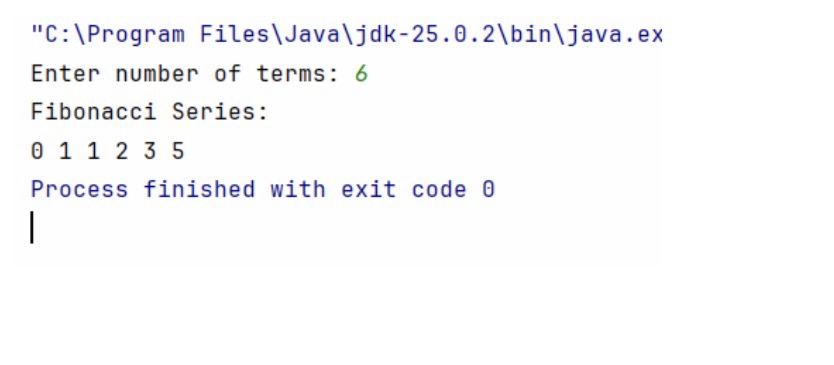 "C:\Program Files\Java\jdk-25.0.2\bin\java.ex
Enter number of terms: 6
Fibonacci Series:
0 1 1 2 3 5
Process finished with exit code 0